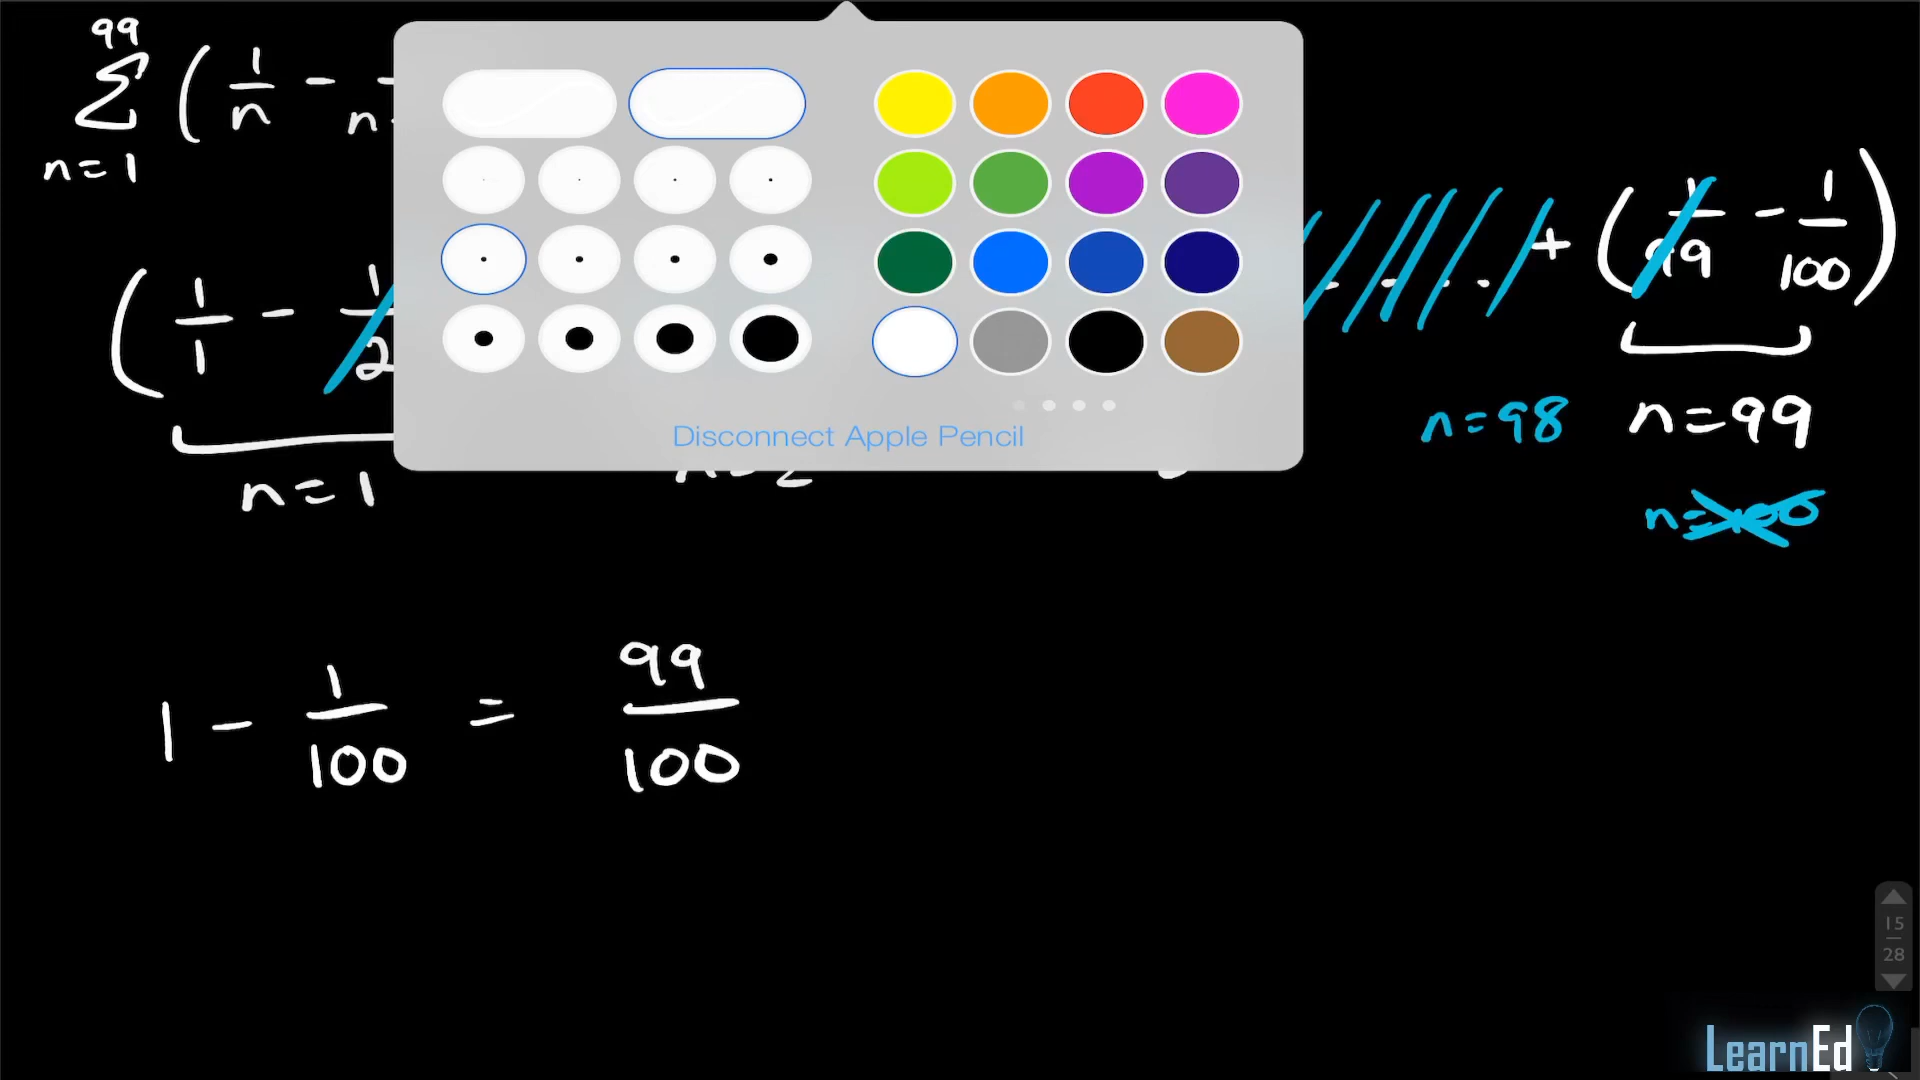 99
Σ ( 1/n - n
n = 1
( 1/1 - 1/2 + ( 1/99 - 1/100 )
n = 1 n = 2 n = 98 n = 99
n = 100
1 - 1/100 = 99/100
Disconnect Apple Pencil
15
28
LearnEd